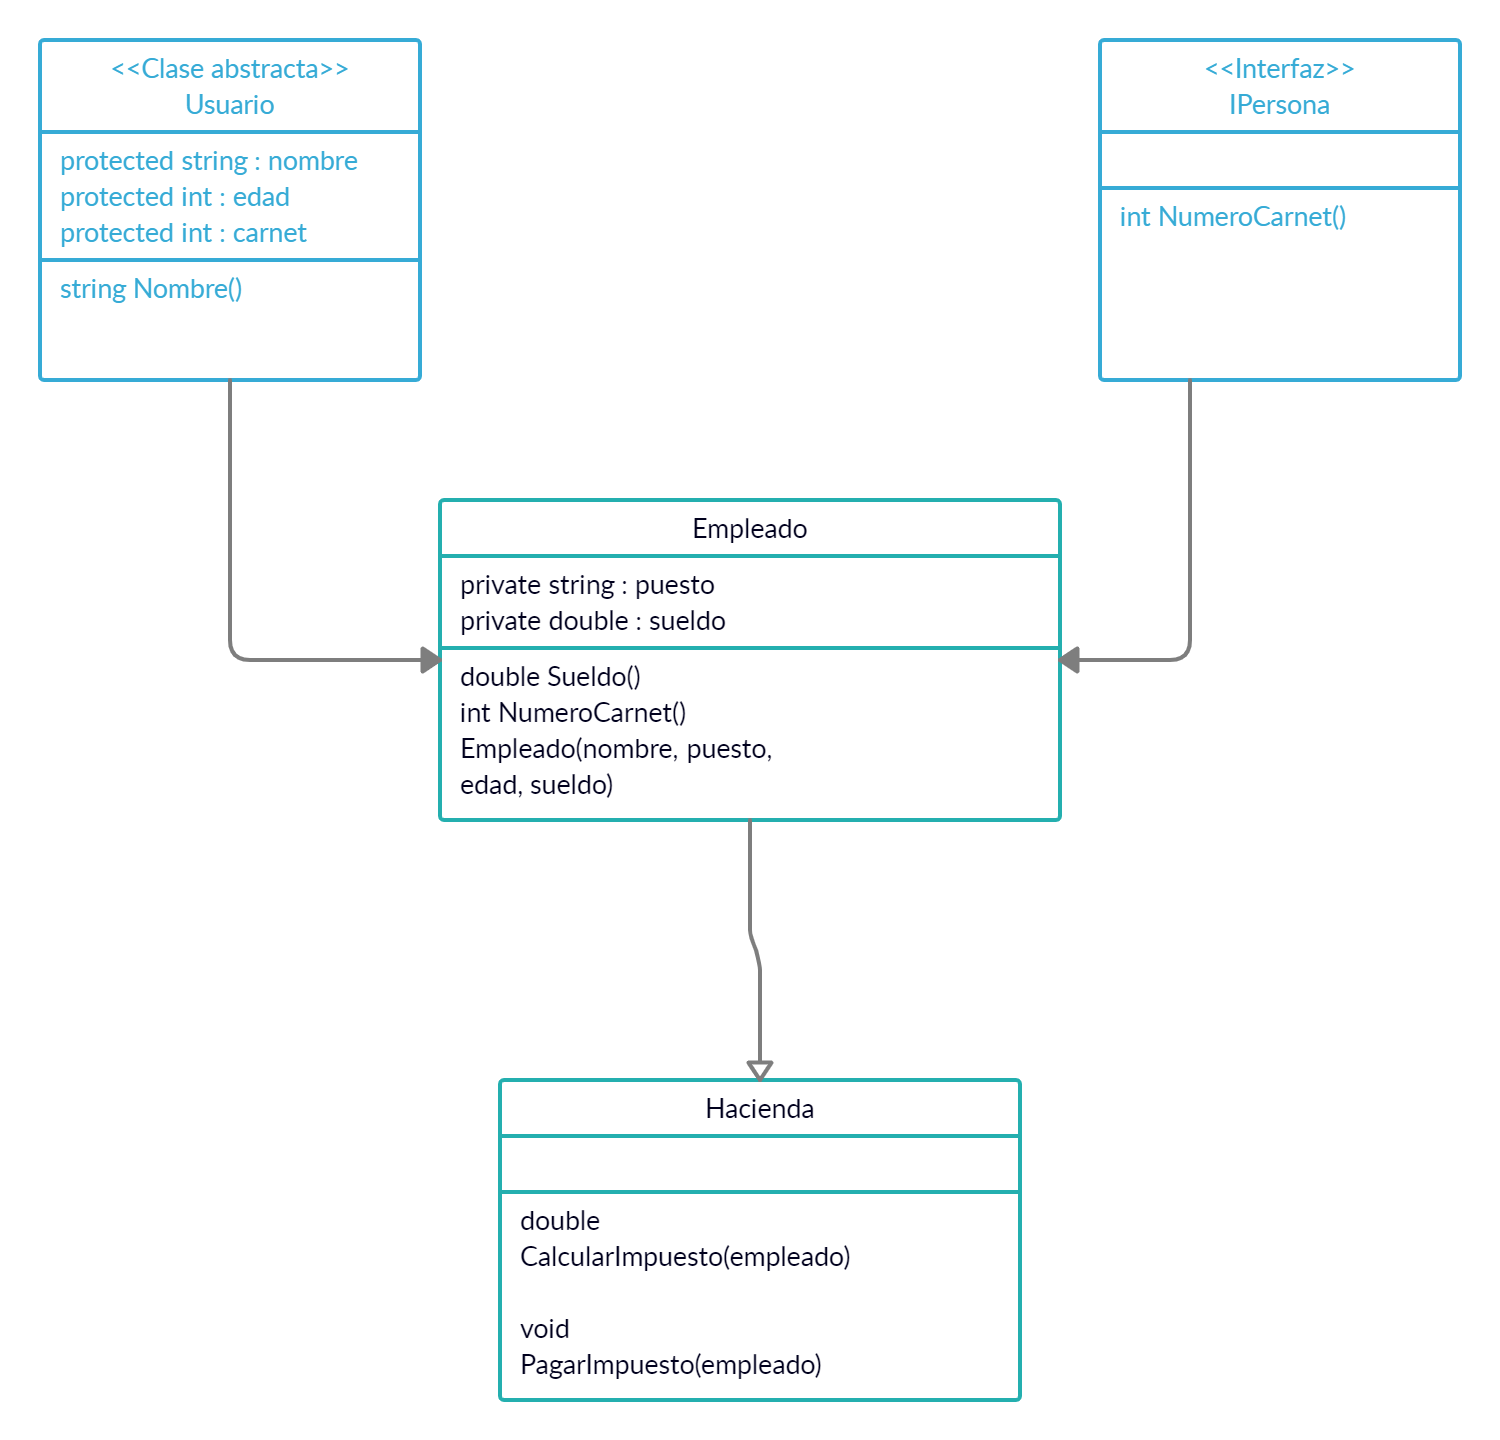 <<Clase abstracta>>
Usuario
protected string : nombre
protected int : edad
protected int : carnet
string Nombre()
<<Interfaz>>
IPersona
int NumeroCarnet()
Empleado
private string : puesto
private double : sueldo
double Sueldo()
int NumeroCarnet()
Empleado(nombre, puesto,
edad, sueldo)
Hacienda
double
CalcularImpuesto(empleado)
void
PagarImpuesto(empleado)